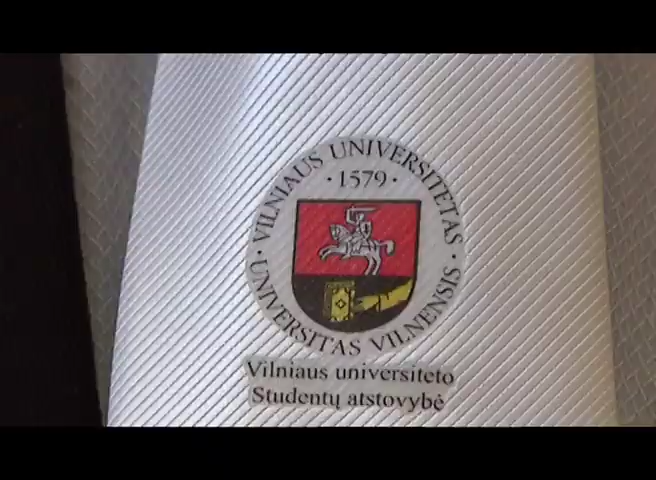 · VILNIAUS UNIVERSITETAS ·
· 1579 ·
UNIVERSITAS VILNENSIS
Vilniaus universiteto
Studentų atstovybė